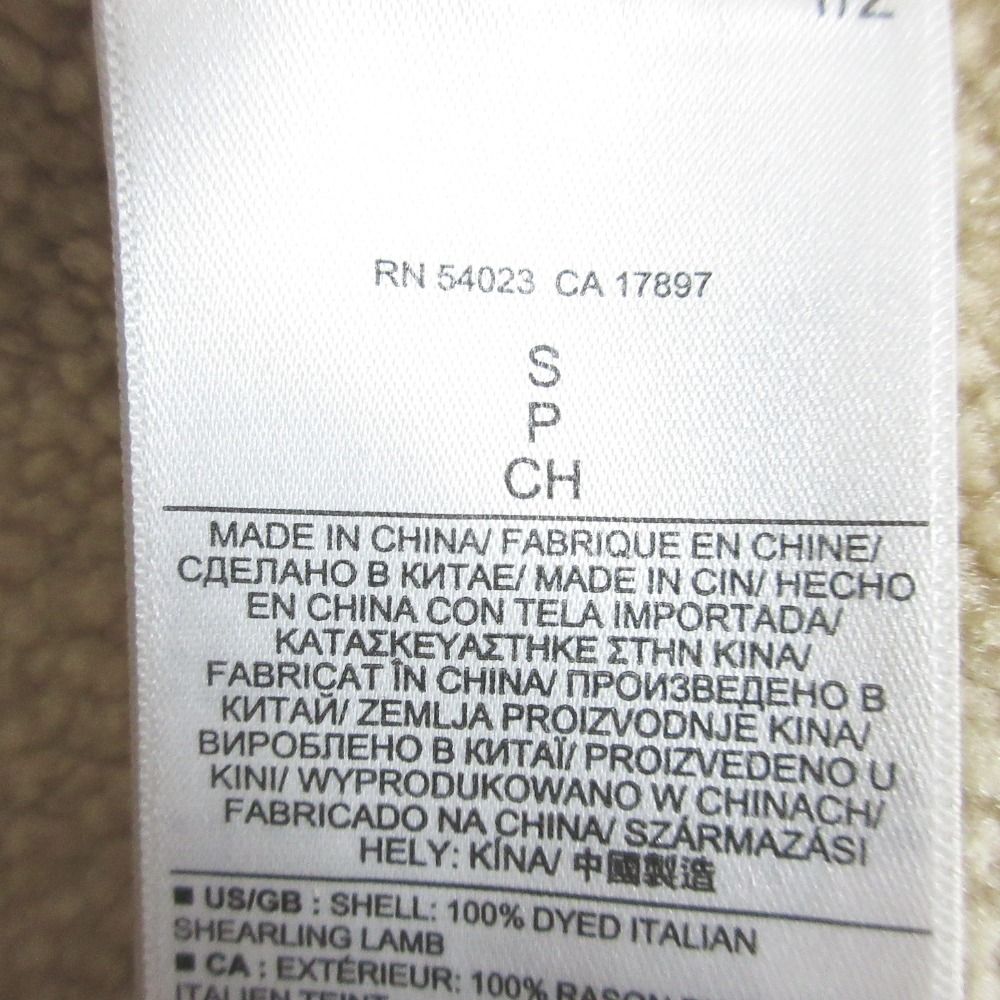 RN 54023 CA 17897
S
P
CH
MADE IN CHINA/ FABRIQUE EN CHINE/
СДЕЛАНО В КИТАЕ/ MADE IN CIN/ HECHO
EN CHINA CON TELA IMPORTADA/
ΚΑΤΑΣΚΕΥΑΣΤΗΚΕ ΣΤΗΝ ΚΙΝΑ/
FABRICAT ÎN CHINA/ ПРОИЗВЕДЕНО В
КИТАЙ/ ZEMLJA PROIZVODNJE KINA/
ВИРОБЛЕНО В КИТАЇ/ PROIZVEDENO U
KINI/ WYPRODUKOWANO W CHINACH/
FABRICADO NA CHINA/ SZÁRMAZÁSI
HELY: KÍNA/ 中國製造
■ US/GB : SHELL: 100% DYED ITALIAN
SHEARLING LAMB
■ CA : EXTÉRIEUR: 100% RASON
ITALIEN TEINT